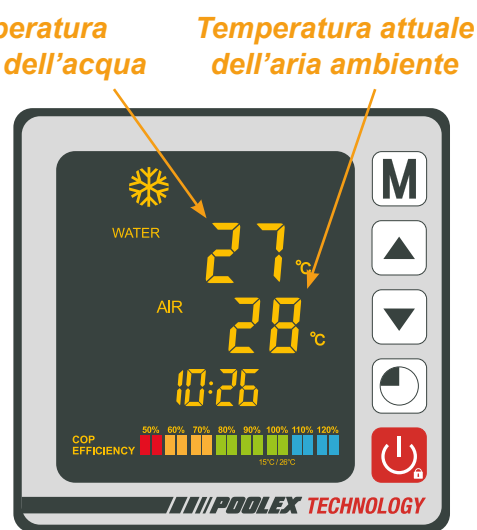 peratura
dell'acqua
Temperatura attuale
dell'aria ambiente
M
WATER
27 °C
AIR
28 °C
10:26
50% 60% 70% 80% 90% 100% 110% 120%
COP
EFFICIENCY
15°C / 26°C
POOLEX TECHNOLOGY